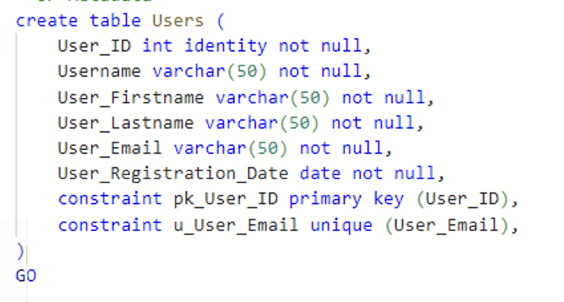 create table Users (
User_ID int identity not null,
Username varchar(50) not null,
User_Firstname varchar(50) not null,
User_Lastname varchar(50) not null,
User_Email varchar(50) not null,
User_Registration_Date date not null,
constraint pk_User_ID primary key (User_ID),
constraint u_User_Email unique (User_Email),
)
GO